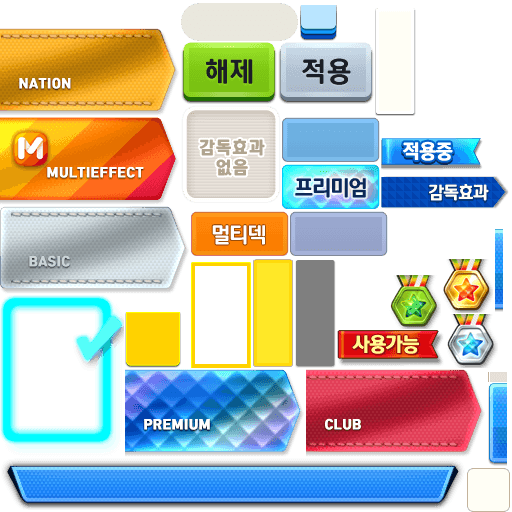 NATION
해제
적용
M
MULTIEFFECT
감독효과
없음
적용중
프리미엄
감독효과
BASIC
멀티덱
사용가능
PREMIUM
CLUB